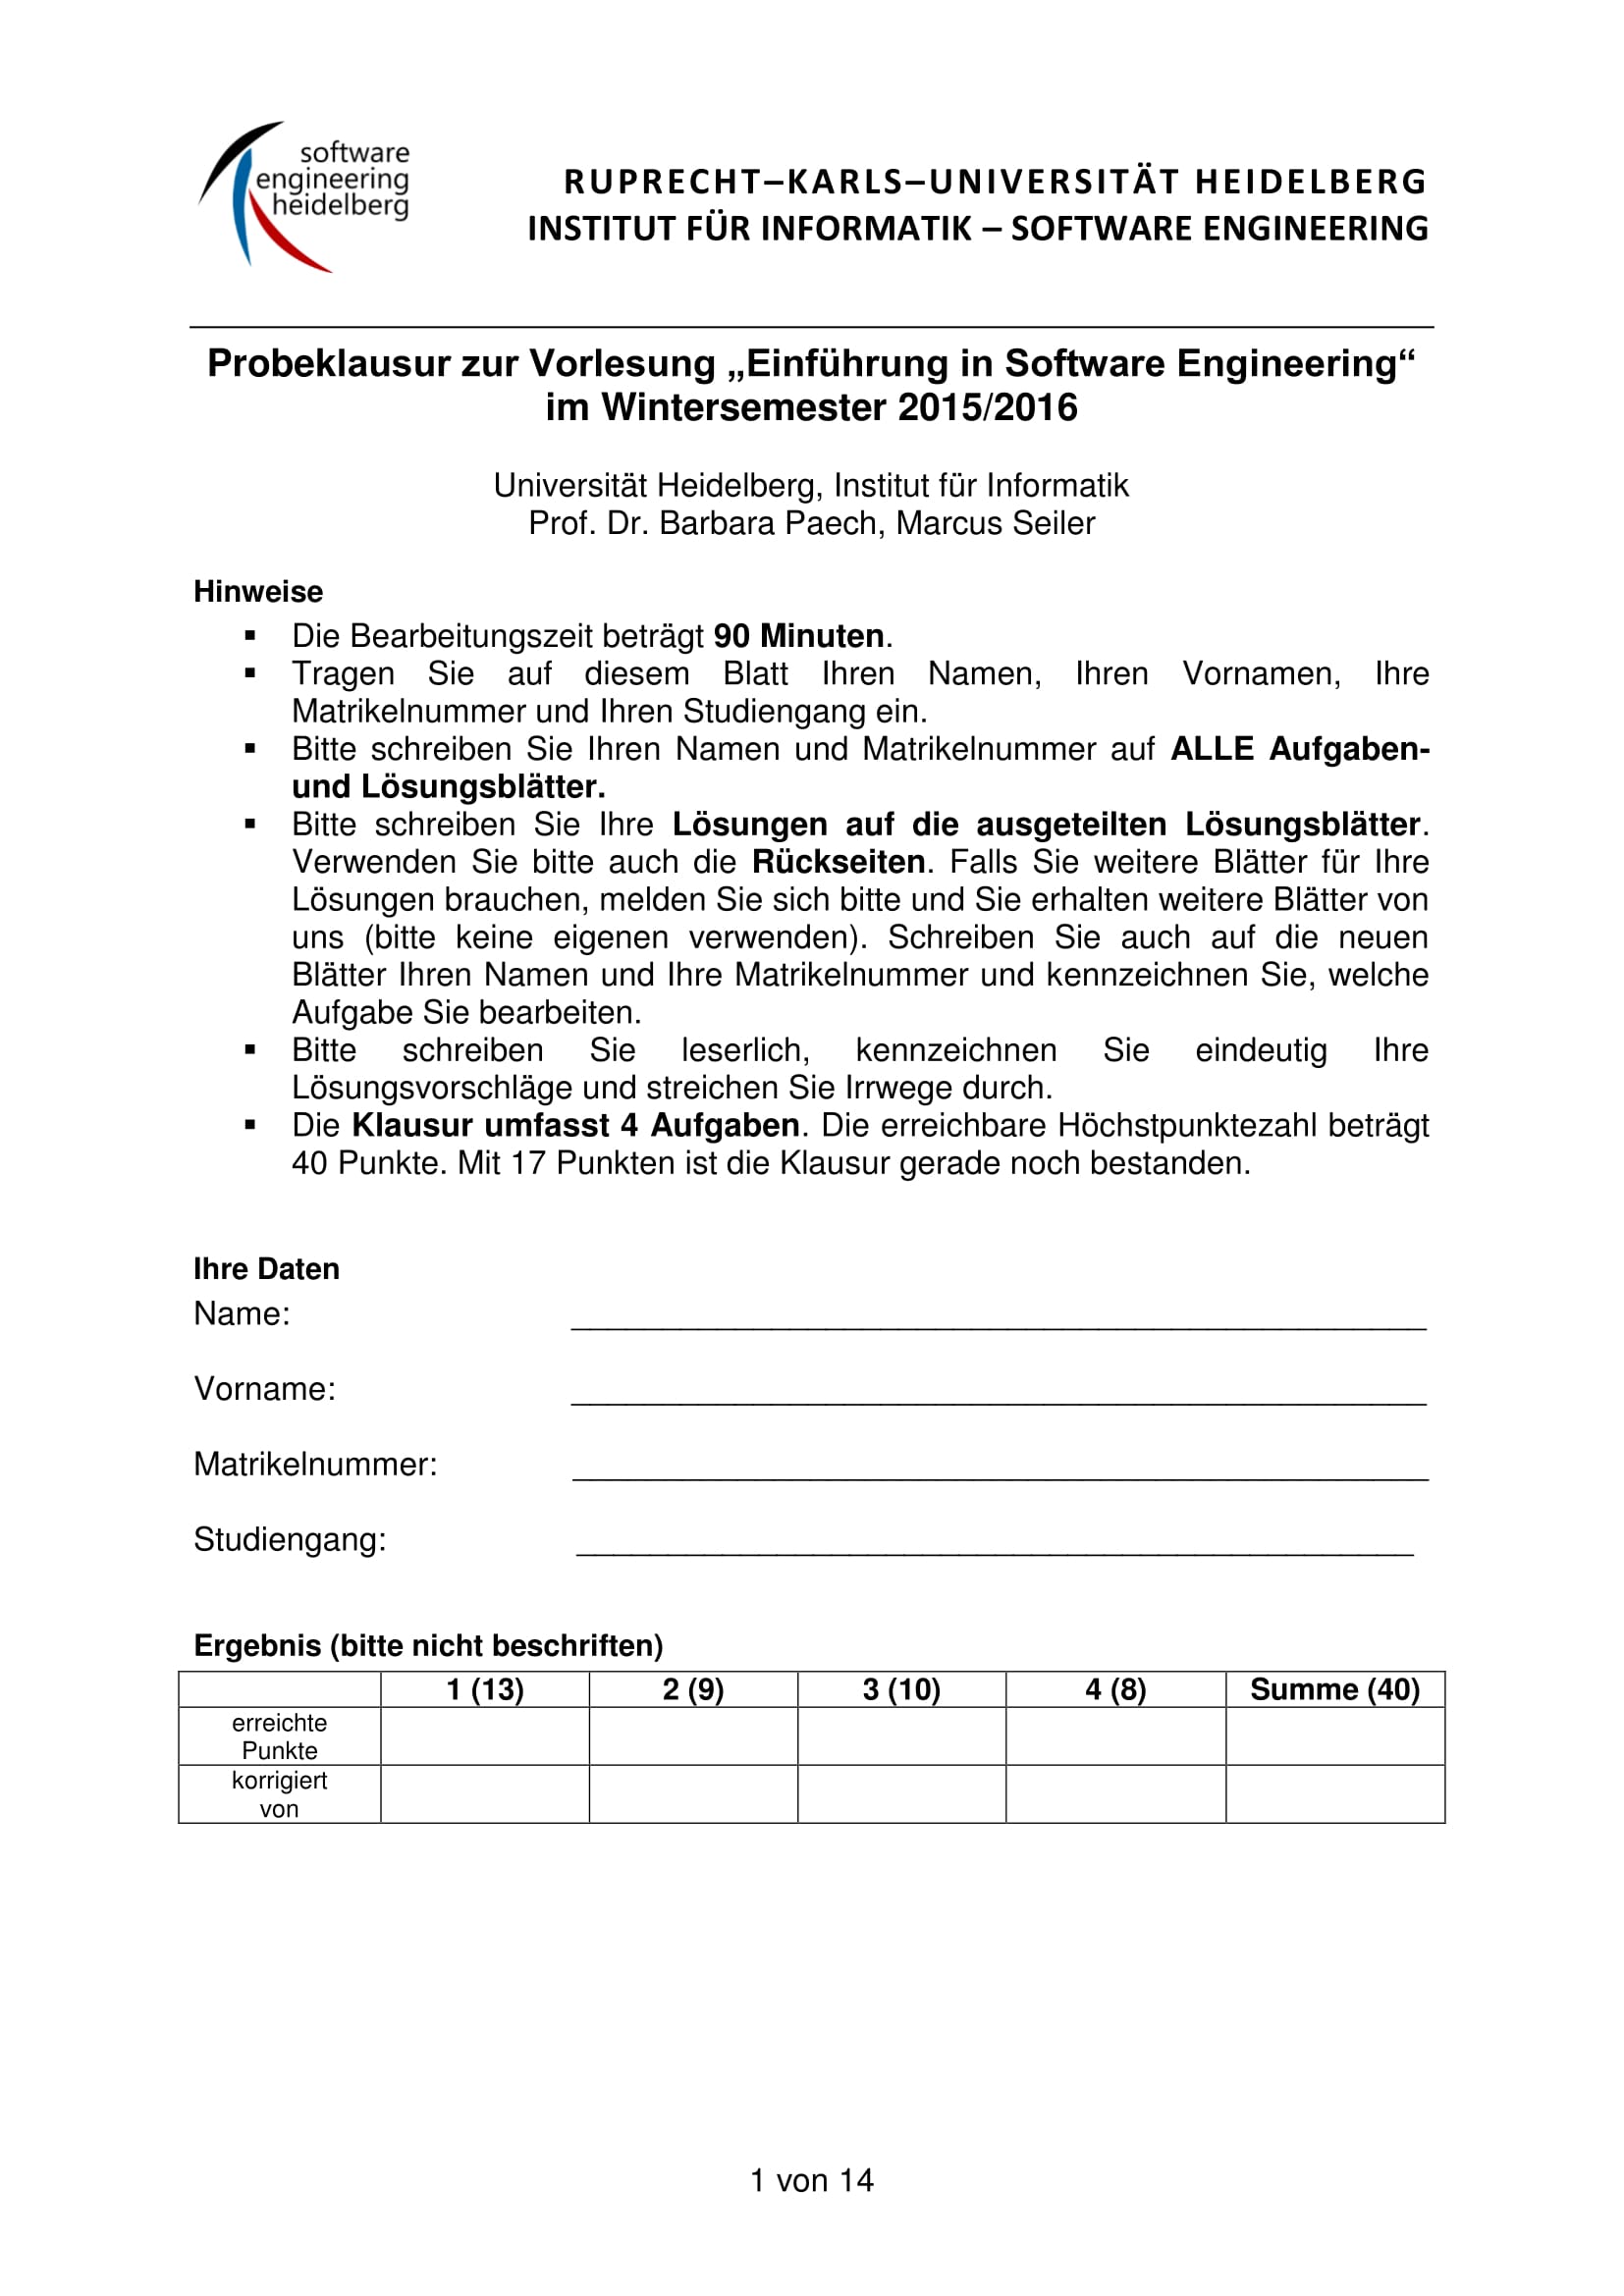 software
engineering
heidelberg
RUPRECHT–KARLS–UNIVERSITÄT HEIDELBERG
INSTITUT FÜR INFORMATIK – SOFTWARE ENGINEERING
Probeklausur zur Vorlesung „Einführung in Software Engineering“
im Wintersemester 2015/2016
Universität Heidelberg, Institut für Informatik
Prof. Dr. Barbara Paech, Marcus Seiler
Hinweise
▪ Die Bearbeitungszeit beträgt 90 Minuten.
▪ Tragen Sie auf diesem Blatt Ihren Namen, Ihren Vornamen, Ihre
Matrikelnummer und Ihren Studiengang ein.
▪ Bitte schreiben Sie Ihren Namen und Matrikelnummer auf ALLE Aufgaben-
und Lösungsblätter.
▪ Bitte schreiben Sie Ihre Lösungen auf die ausgeteilten Lösungsblätter.
Verwenden Sie bitte auch die Rückseiten. Falls Sie weitere Blätter für Ihre
Lösungen brauchen, melden Sie sich bitte und Sie erhalten weitere Blätter von
uns (bitte keine eigenen verwenden). Schreiben Sie auch auf die neuen
Blätter Ihren Namen und Ihre Matrikelnummer und kennzeichnen Sie, welche
Aufgabe Sie bearbeiten.
▪ Bitte schreiben Sie leserlich, kennzeichnen Sie eindeutig Ihre
Lösungsvorschläge und streichen Sie Irrwege durch.
▪ Die Klausur umfasst 4 Aufgaben. Die erreichbare Höchstpunktezahl beträgt
40 Punkte. Mit 17 Punkten ist die Klausur gerade noch bestanden.
Ihre Daten
Name:
Vorname:
Matrikelnummer:
Studiengang:
Ergebnis (bitte nicht beschriften)
1 (13) 2 (9) 3 (10) 4 (8) Summe (40)
erreichte
Punkte
korrigiert
von
1 von 14